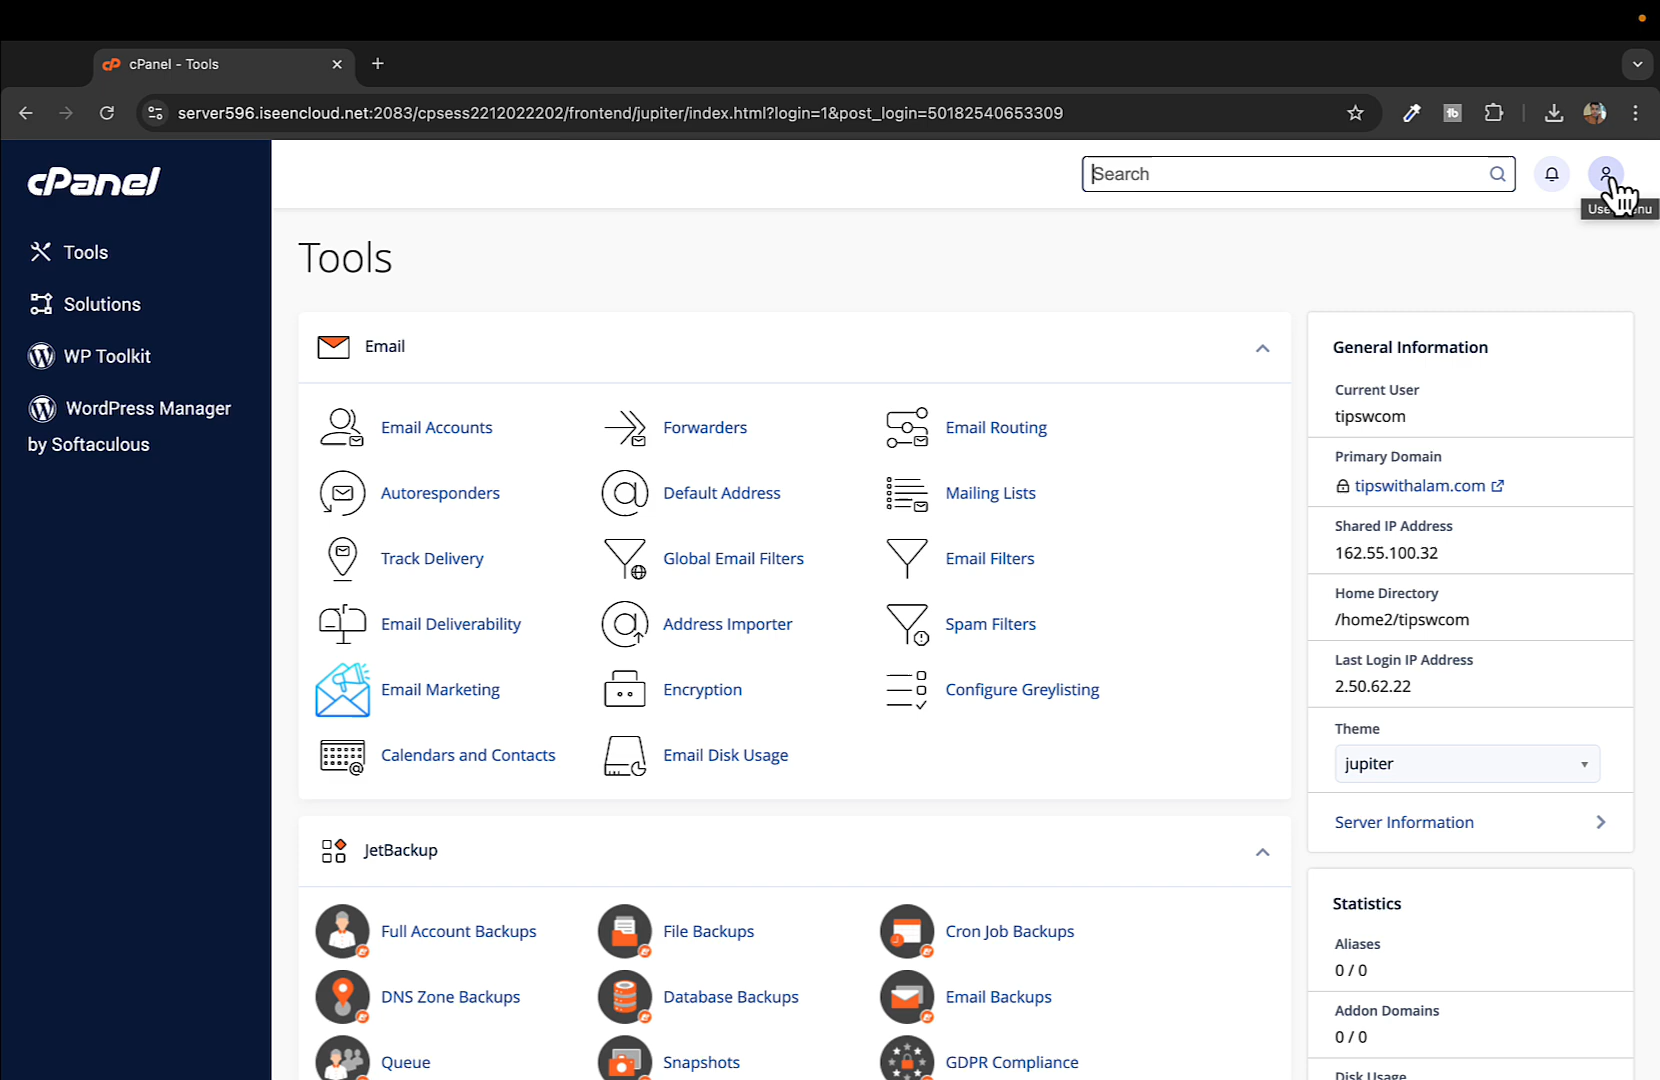 cPanel - Tools
server596.iseencloud.net:2083/cpsess2212022202/frontend/jupiter/index.html?login=1&post_login=50182540653309
cPanel
Search
Tools
Solutions
WP Toolkit
WordPress Manager
by Softaculous
Tools
Email
Email Accounts
Forwarders
Email Routing
Autoresponders
Default Address
Mailing Lists
Track Delivery
Global Email Filters
Email Filters
Email Deliverability
Address Importer
Spam Filters
Email Marketing
Encryption
Configure Greylisting
Calendars and Contacts
Email Disk Usage
JetBackup
Full Account Backups
File Backups
Cron Job Backups
DNS Zone Backups
Database Backups
Email Backups
Queue
Snapshots
GDPR Compliance
General Information
Current User
tipswcom
Primary Domain
tipswithalam.com
Shared IP Address
162.55.100.32
Home Directory
/home2/tipswcom
Last Login IP Address
2.50.62.22
Theme
jupiter
Server Information
Statistics
Aliases
0 / 0
Addon Domains
0 / 0
Disk Usage